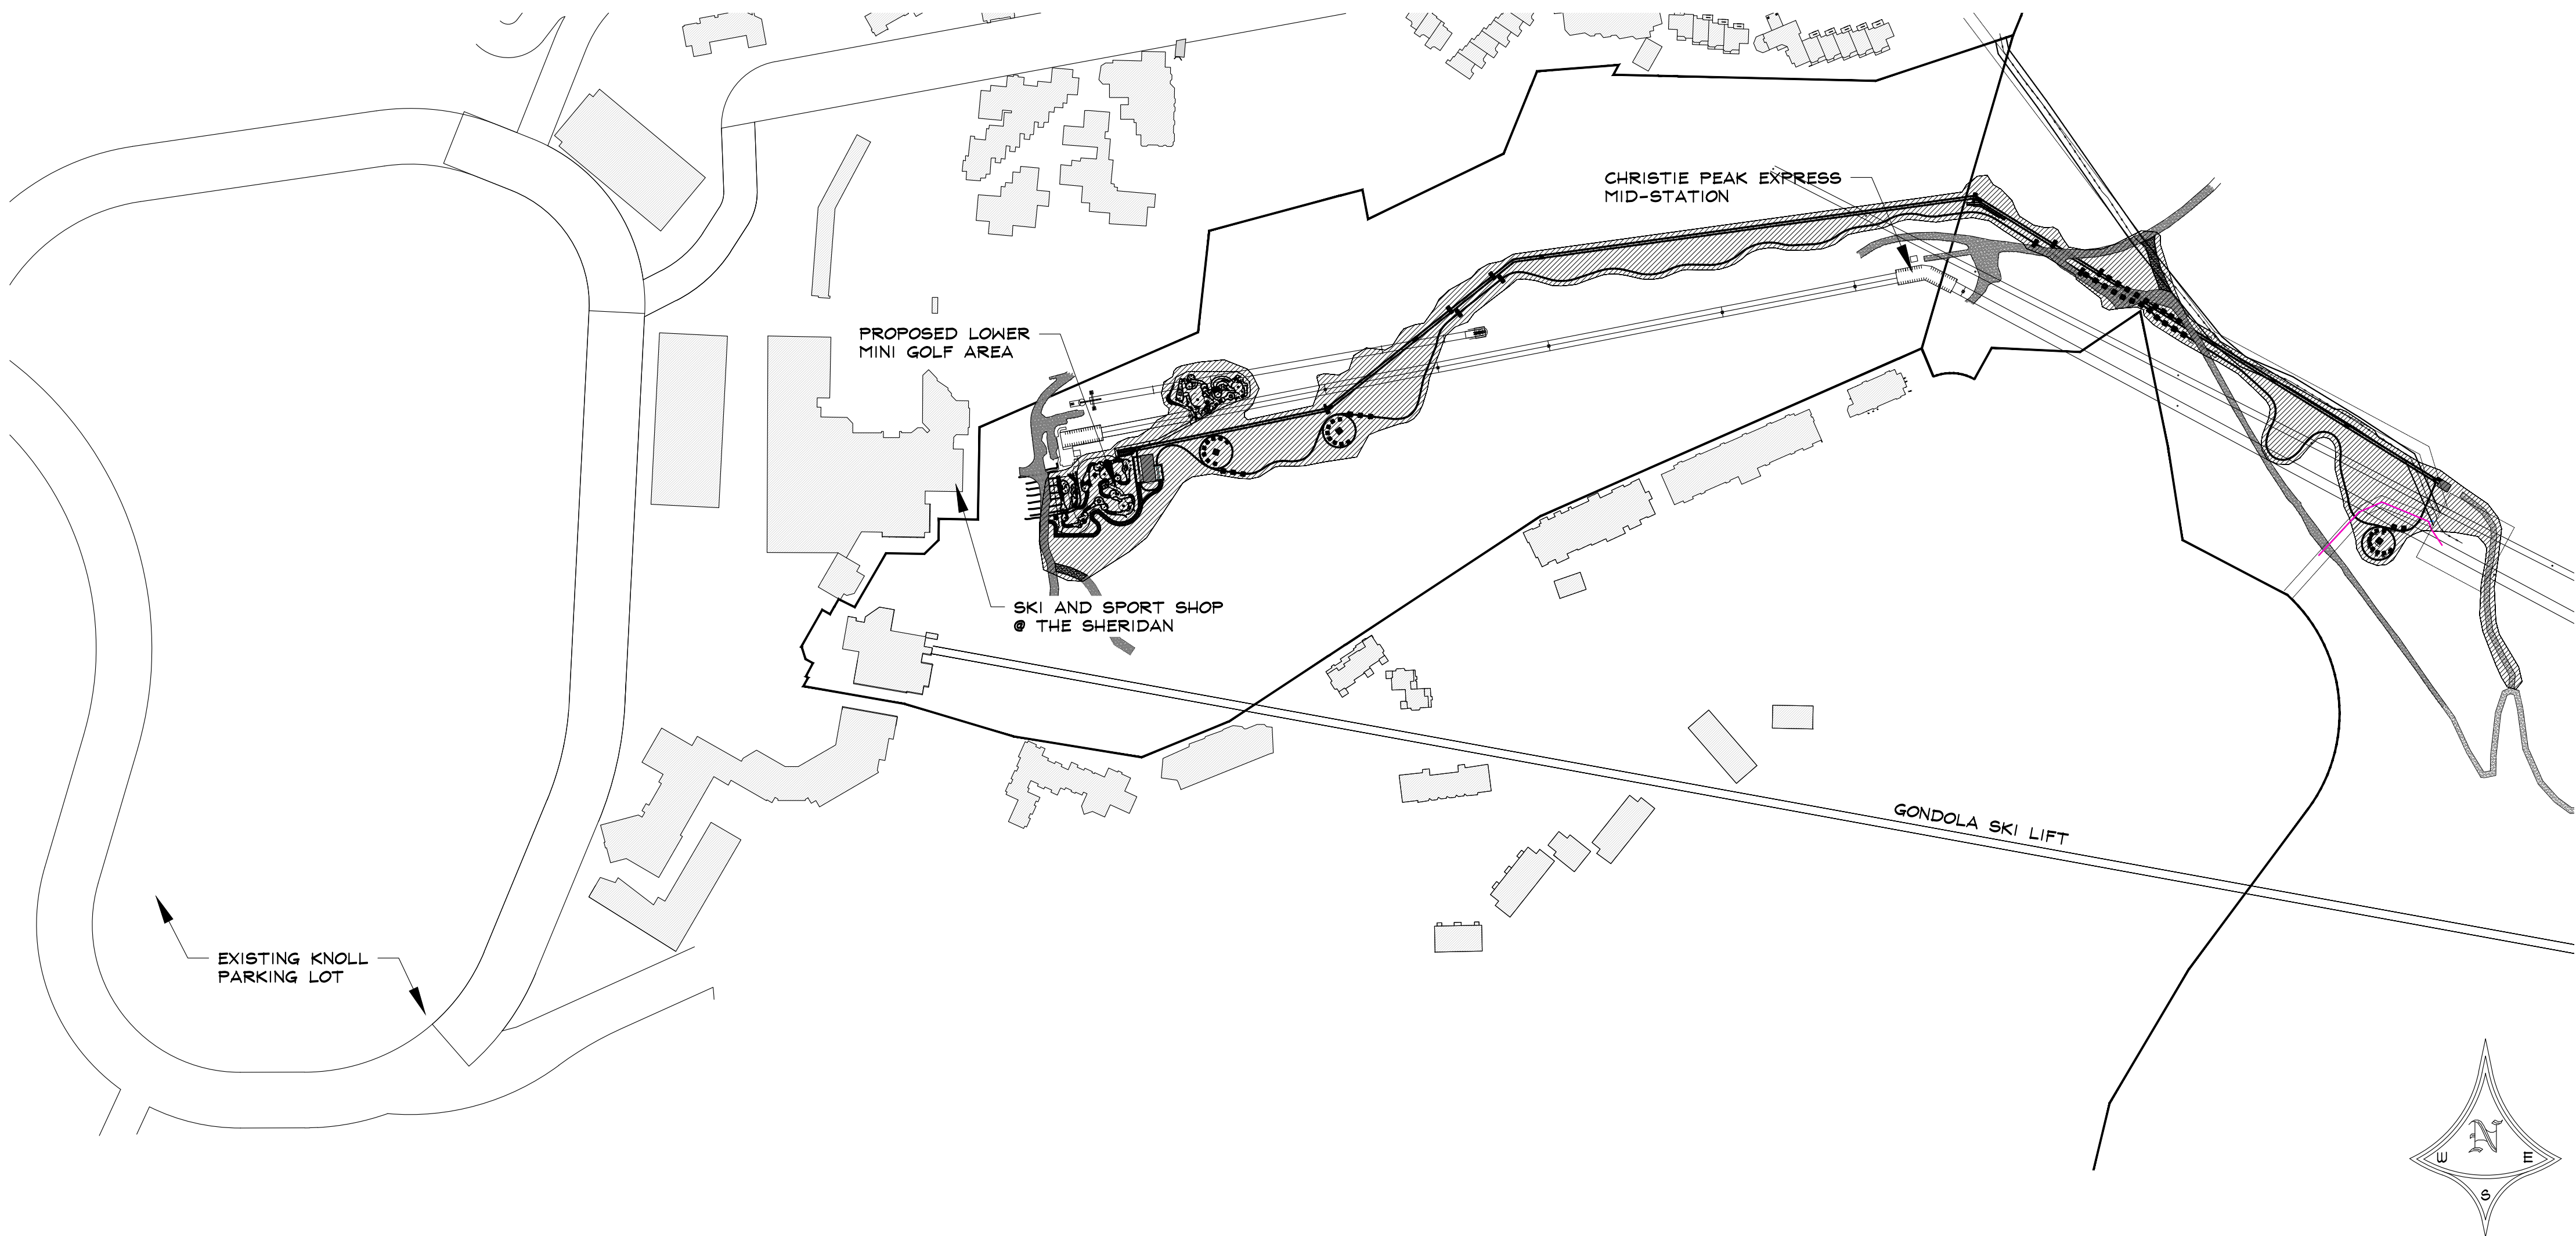 CHRISTIE PEAK EXPRESS
MID-STATION
PROPOSED LOWER
MINI GOLF AREA
SKI AND SPORT SHOP
@ THE SHERIDAN
GONDOLA SKI LIFT
EXISTING KNOLL
PARKING LOT
N
W
E
S